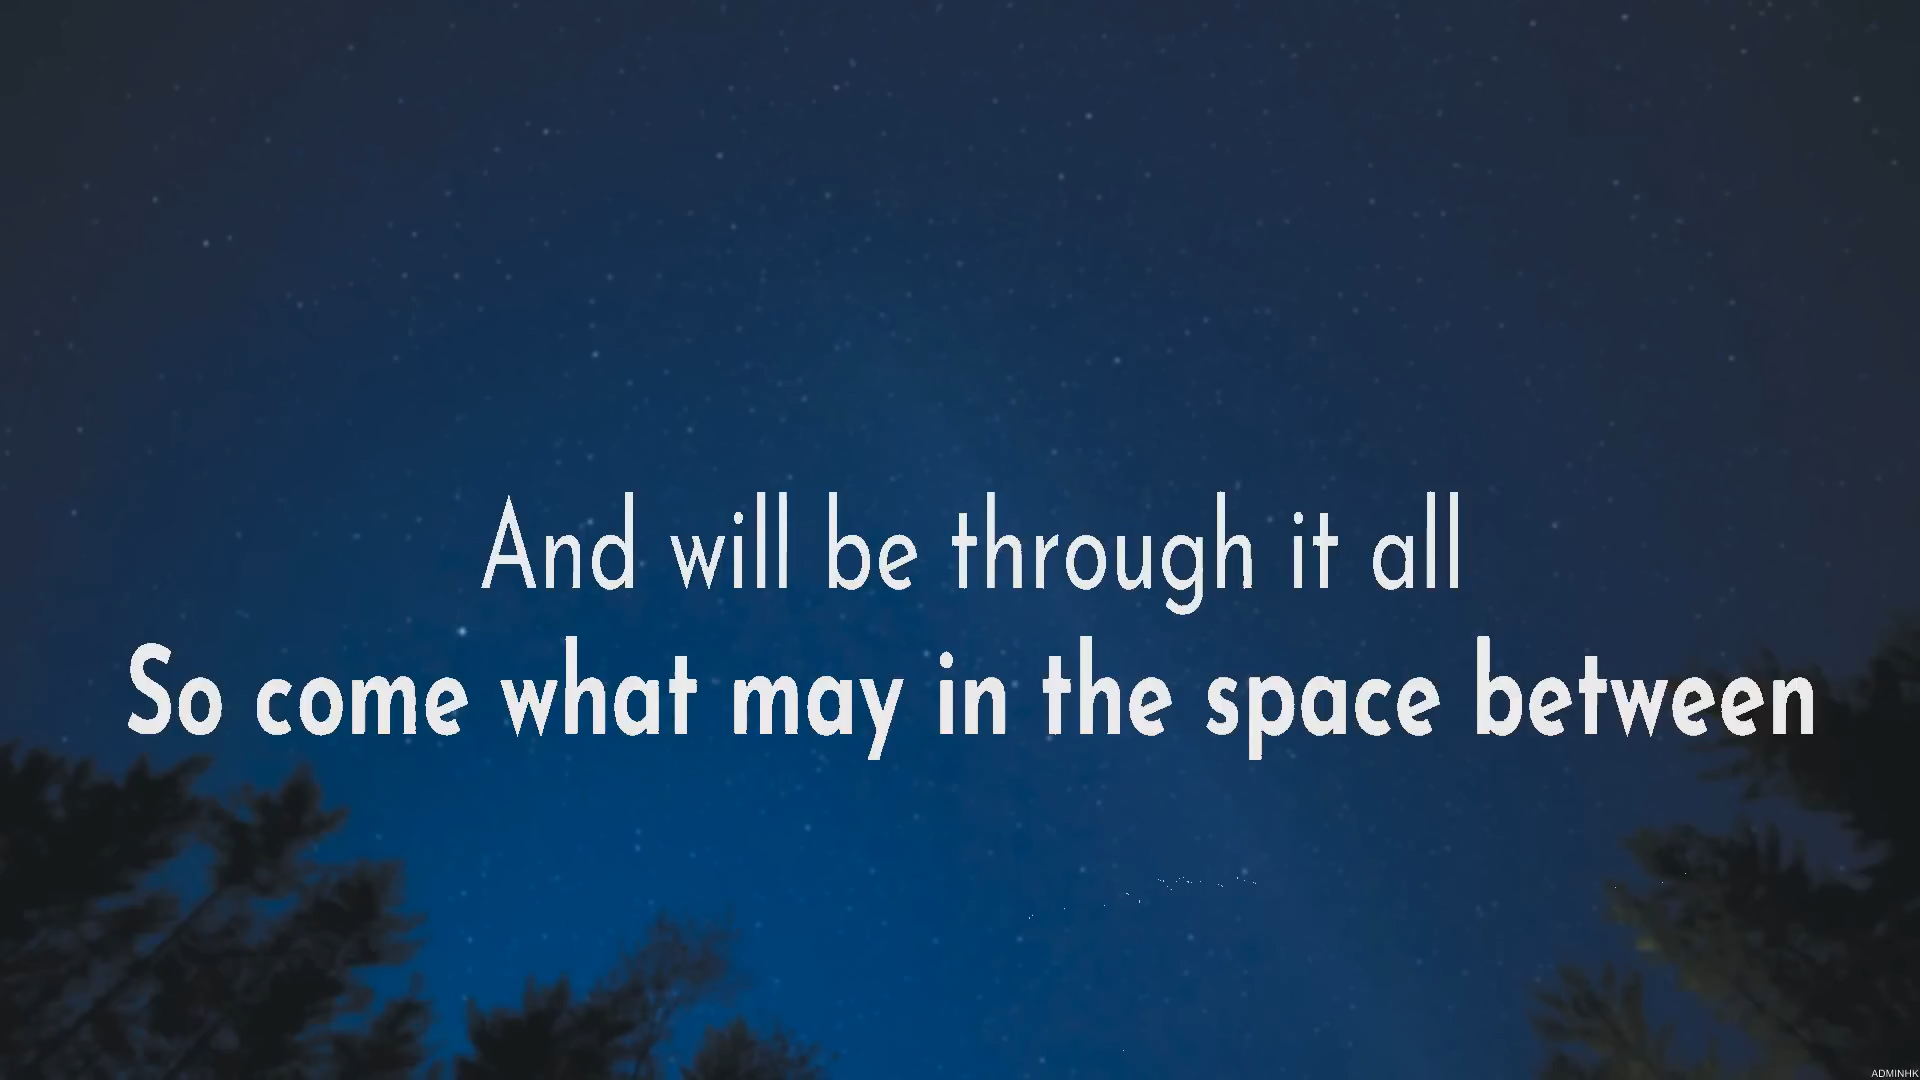 And will be through it all
So come what may in the space between
ADMINHK